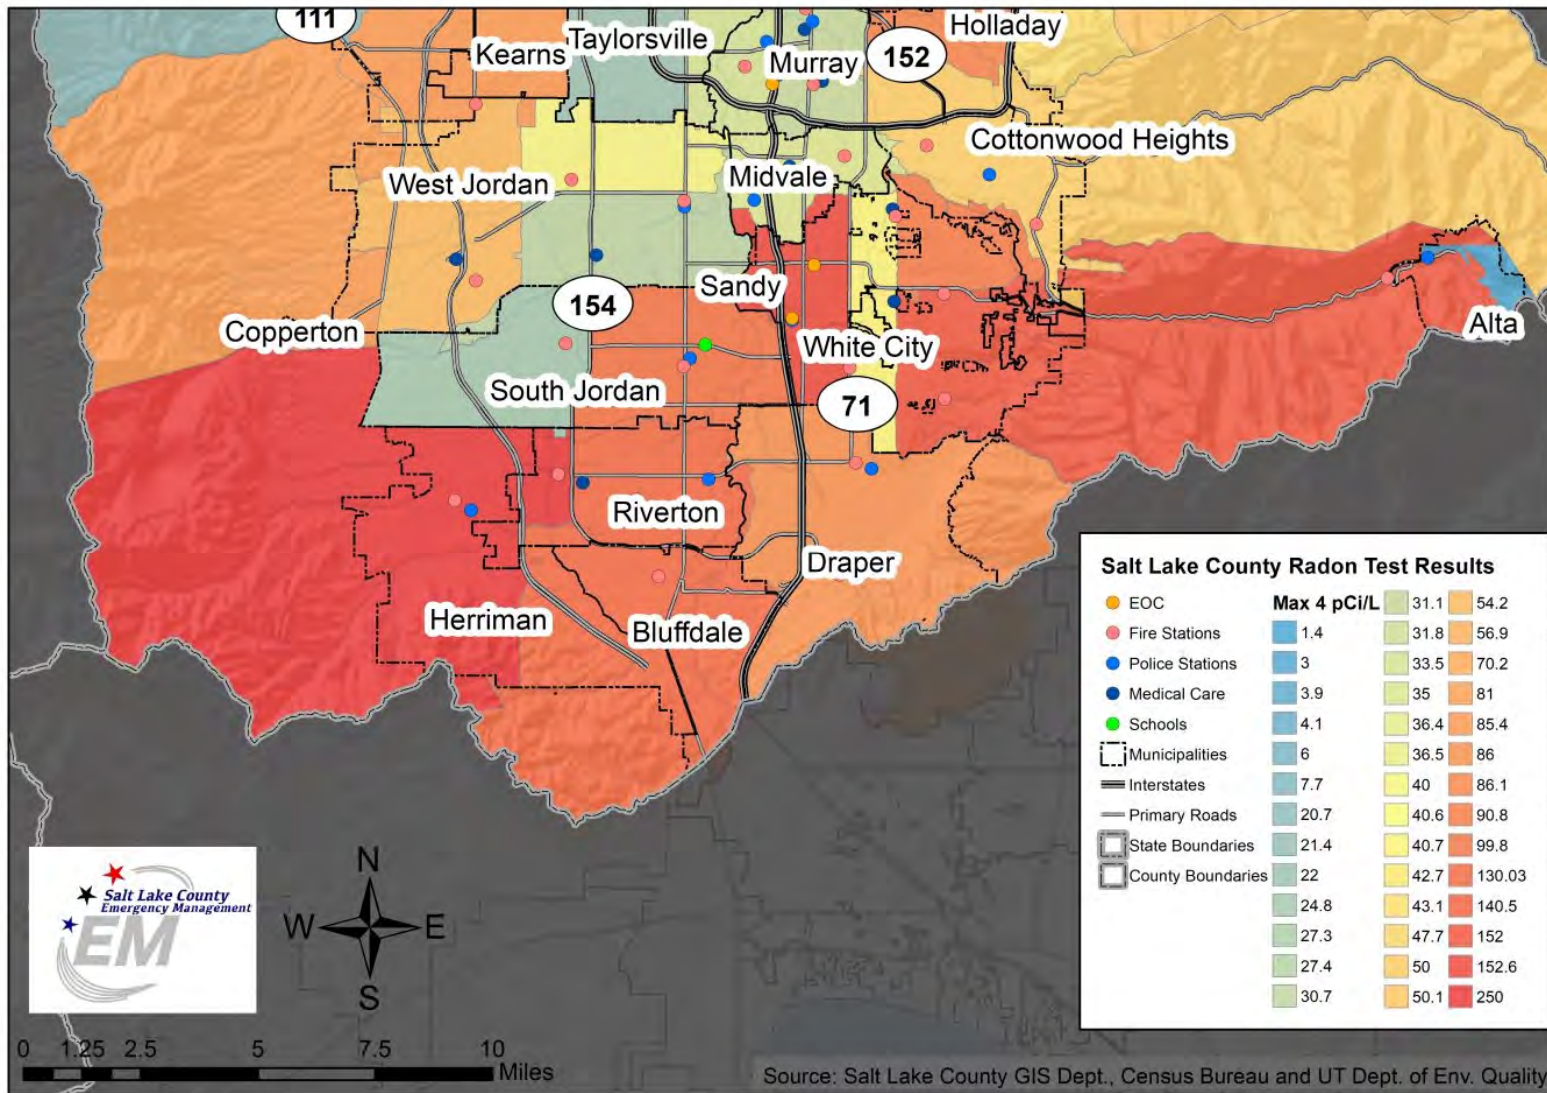 111
Holladay
Taylorsville
Kearns
152
Murray
Cottonwood Heights
West Jordan
Midvale
Sandy
154
Copperton
White City
Alta
South Jordan
71
Riverton
Draper
Herriman
Bluffdale
Salt Lake County Radon Test Results
EOC
Fire Stations
Police Stations
Medical Care
Schools
Municipalities
Interstates
Primary Roads
State Boundaries
County Boundaries
Max 4 pCi/L
1.4
3
3.9
4.1
6
7.7
20.7
21.4
22
24.8
27.3
27.4
30.7
31.1
31.8
33.5
35
36.4
36.5
40
40.6
40.7
42.7
43.1
47.7
50
50.1
54.2
56.9
70.2
81
85.4
86
86.1
90.8
99.8
130.03
140.5
152
152.6
250
Salt Lake County
Emergency Management
EM
N
W E
S
0 1.25 2.5 5 7.5 10
Miles
Source: Salt Lake County GIS Dept., Census Bureau and UT Dept. of Env. Quality